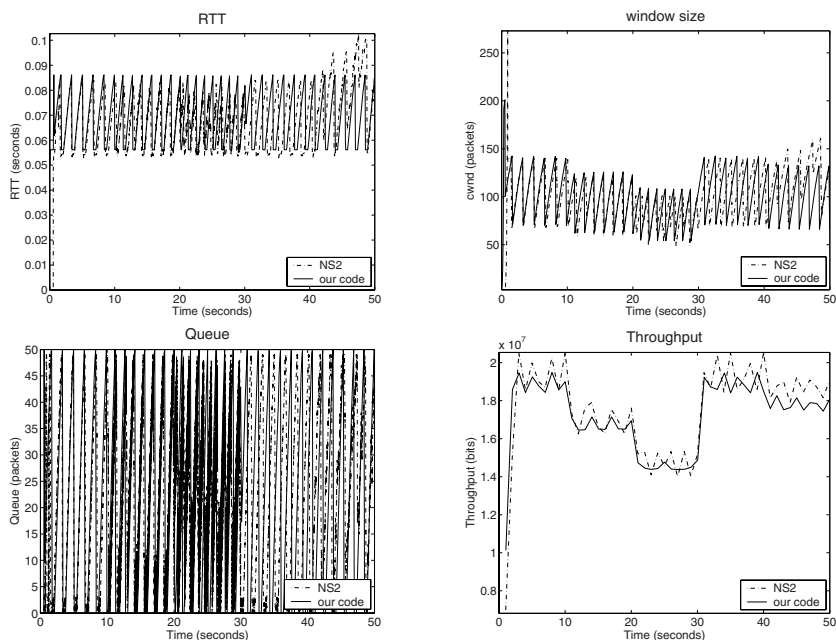 RTT
0.1
0.09
0.08
0.07
0.06
0.05
0.04
0.03
0.02
0.01
0
RTT (seconds)
0 10 20 30 40 50
Time (seconds)
NS2
our code
window size
250
200
150
100
50
cwnd (packets)
0 10 20 30 40 50
Time (seconds)
NS2
our code
Queue
50
45
40
35
30
25
20
15
10
5
0
Queue (packets)
0 10 20 30 40 50
Time (seconds)
NS2
our code
Throughput
x 10⁷
2
1.8
1.6
1.4
1.2
1
0.8
Throughput (bits)
0 10 20 30 40 50
Time (seconds)
NS2
our code